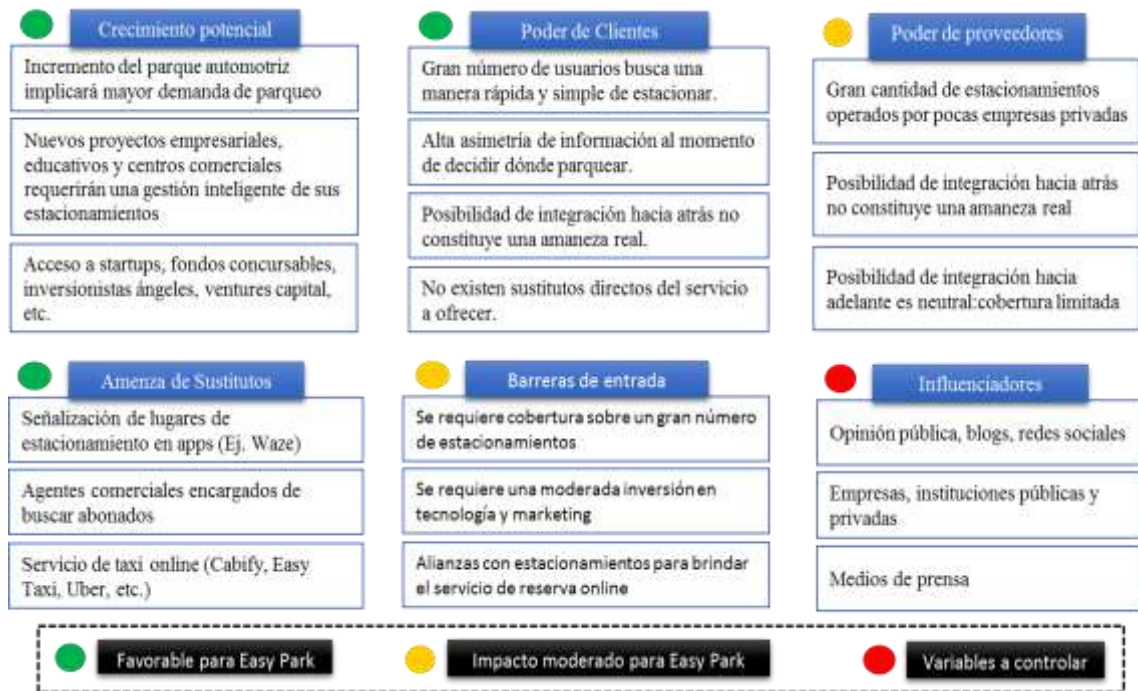 Crecimiento potencial
Incremento del parque automotriz
implicará mayor demanda de parqueo
Nuevos proyectos empresariales,
educativos y centros comerciales
requerirán una gestión inteligente de sus
estacionamientos
Acceso a startups, fondos concursables,
inversionistas ángeles, ventures capital,
etc.
Poder de Clientes
Gran número de usuarios busca una
manera rápida y simple de estacionar.
Alta asimetría de información al momento
de decidir dónde parquear.
Posibilidad de integración hacia atrás no
constituye una amaneza real.
No existen sustitutos directos del servicio
a ofrecer.
Poder de proveedores
Gran cantidad de estacionamientos
operados por pocas empresas privadas
Posibilidad de integración hacia atrás
no constituye una amaneza real
Posibilidad de integración hacia
adelante es neutral:cobertura limitada
Amenza de Sustitutos
Señalización de lugares de
estacionamiento en apps (Ej. Waze)
Agentes comerciales encargados de
buscar abonados
Servicio de taxi online (Cabify, Easy
Taxi, Uber, etc.)
Barreras de entrada
Se requiere cobertura sobre un gran número
de estacionamientos
Se requiere una moderada inversión en
tecnología y marketing
Alianzas con estacionamientos para brindar
el servicio de reserva online
Influenciadores
Opinión pública, blogs, redes sociales
Empresas, instituciones públicas y
privadas
Medios de prensa
Favorable para Easy Park
Impacto moderado para Easy Park
Variables a controlar